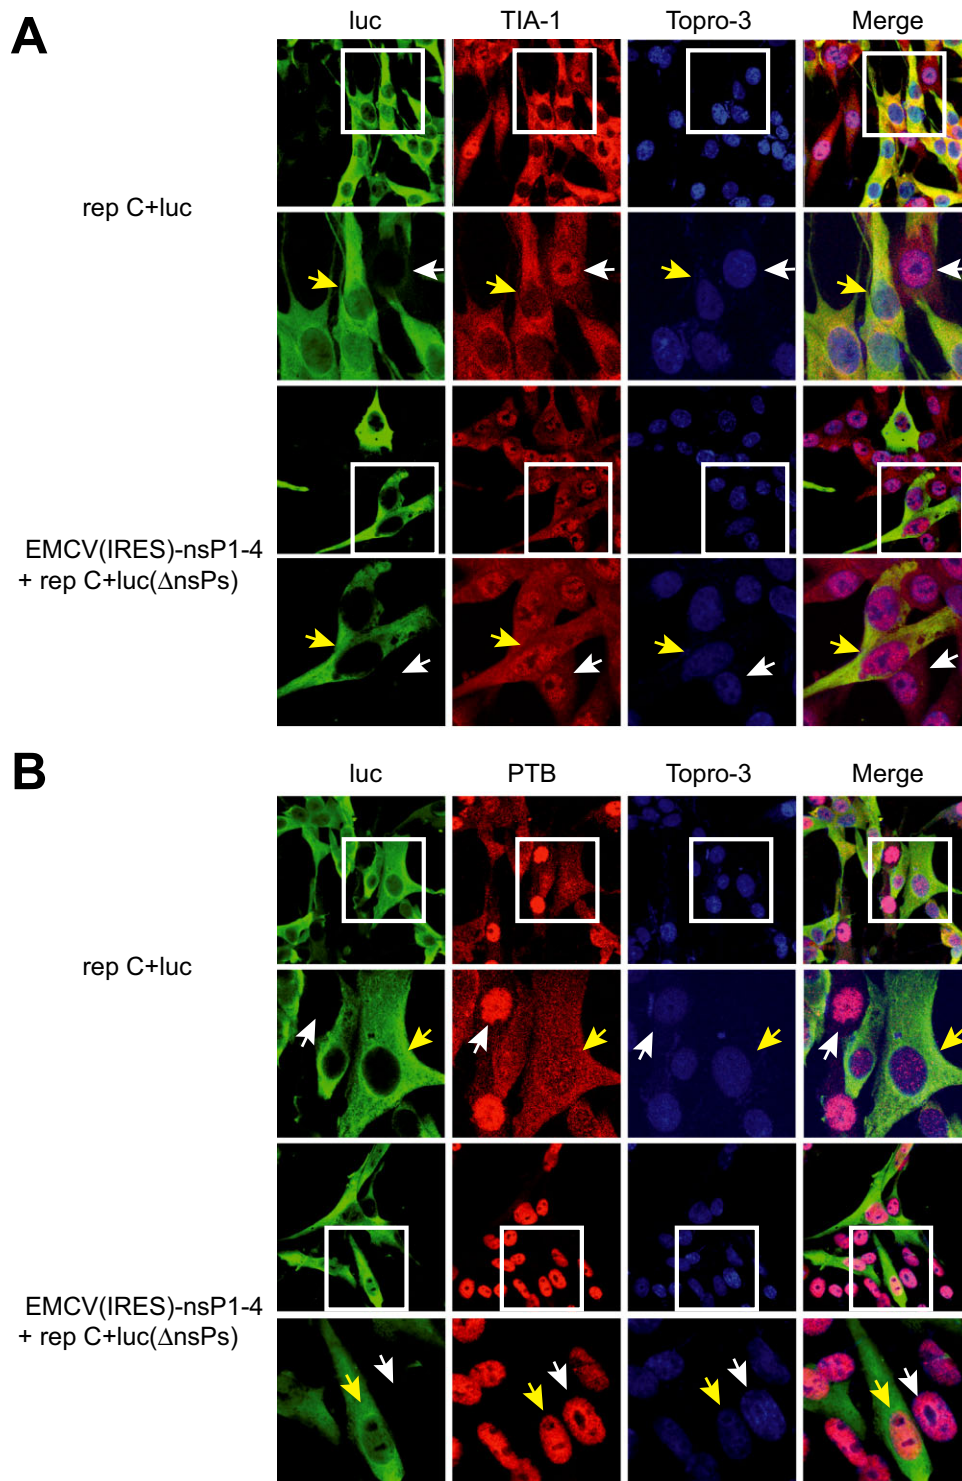 A
luc TIA-1 Topro-3 Merge
rep C+luc
EMCV(IRES)-nsP1-4
+ rep C+luc(ΔnsPs)
B
luc PTB Topro-3 Merge
rep C+luc
EMCV(IRES)-nsP1-4
+ rep C+luc(ΔnsPs)